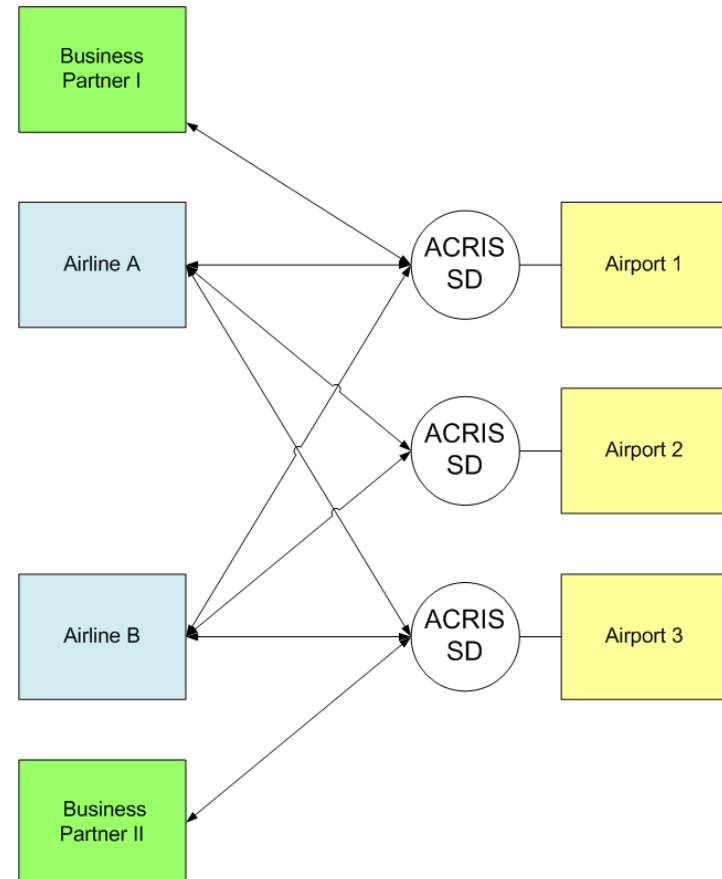 Business
Partner I
Airline A
ACRIS
SD
Airport 1
ACRIS
SD
Airport 2
Airline B
ACRIS
SD
Airport 3
Business
Partner II